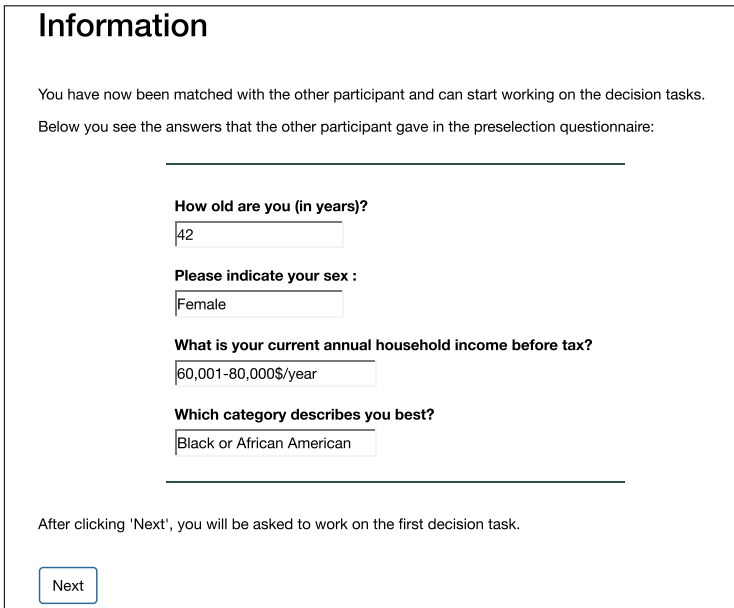 Information
You have now been matched with the other participant and can start working on the decision tasks.
Below you see the answers that the other participant gave in the preselection questionnaire:
How old are you (in years)?
42
Please indicate your sex :
Female
What is your current annual household income before tax?
60,001-80,000$/year
Which category describes you best?
Black or African American
After clicking 'Next', you will be asked to work on the first decision task.
Next